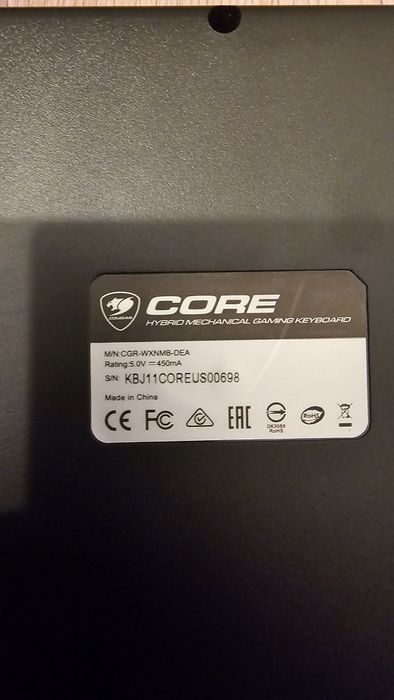 COUGAR
CORE
HYBRID MECHANICAL GAMING KEYBOARD
M/N:CGR-WXNMB-DEA
Rating:5.0V ⎓ 450mA
S/N: KBJ11COREUS00698
Made in China
CE FC EAC D63088 RoHS RoHS